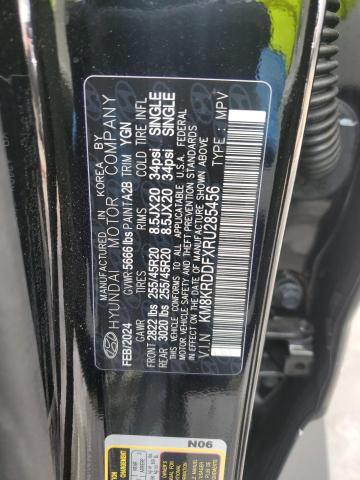 MANUFACTURED IN KOREA BY
HYUNDAI MOTOR COMPANY
FEB/2024 GVWR-5666 lbs PAINT: A2B TRIM YGN
GAWR TIRES RIMS COLD TIRE INFL
FRONT 2822 lbs 255/45R20 8.5JX20 34psi SINGLE
REAR 3020 lbs 255/45R20 8.5JX20 34psi SINGLE
THIS VEHICLE CONFORMS TO ALL APPLICABLE U.S.A. FEDERAL
MOTOR VEHICLE SAFETY AND THEFT PREVENTION STANDARDS
IN EFFECT ON THE DATE OF MANUFACTURE SHOWN ABOVE.
V.I.N. KM8KRDDFXRU285456 MPV
N06